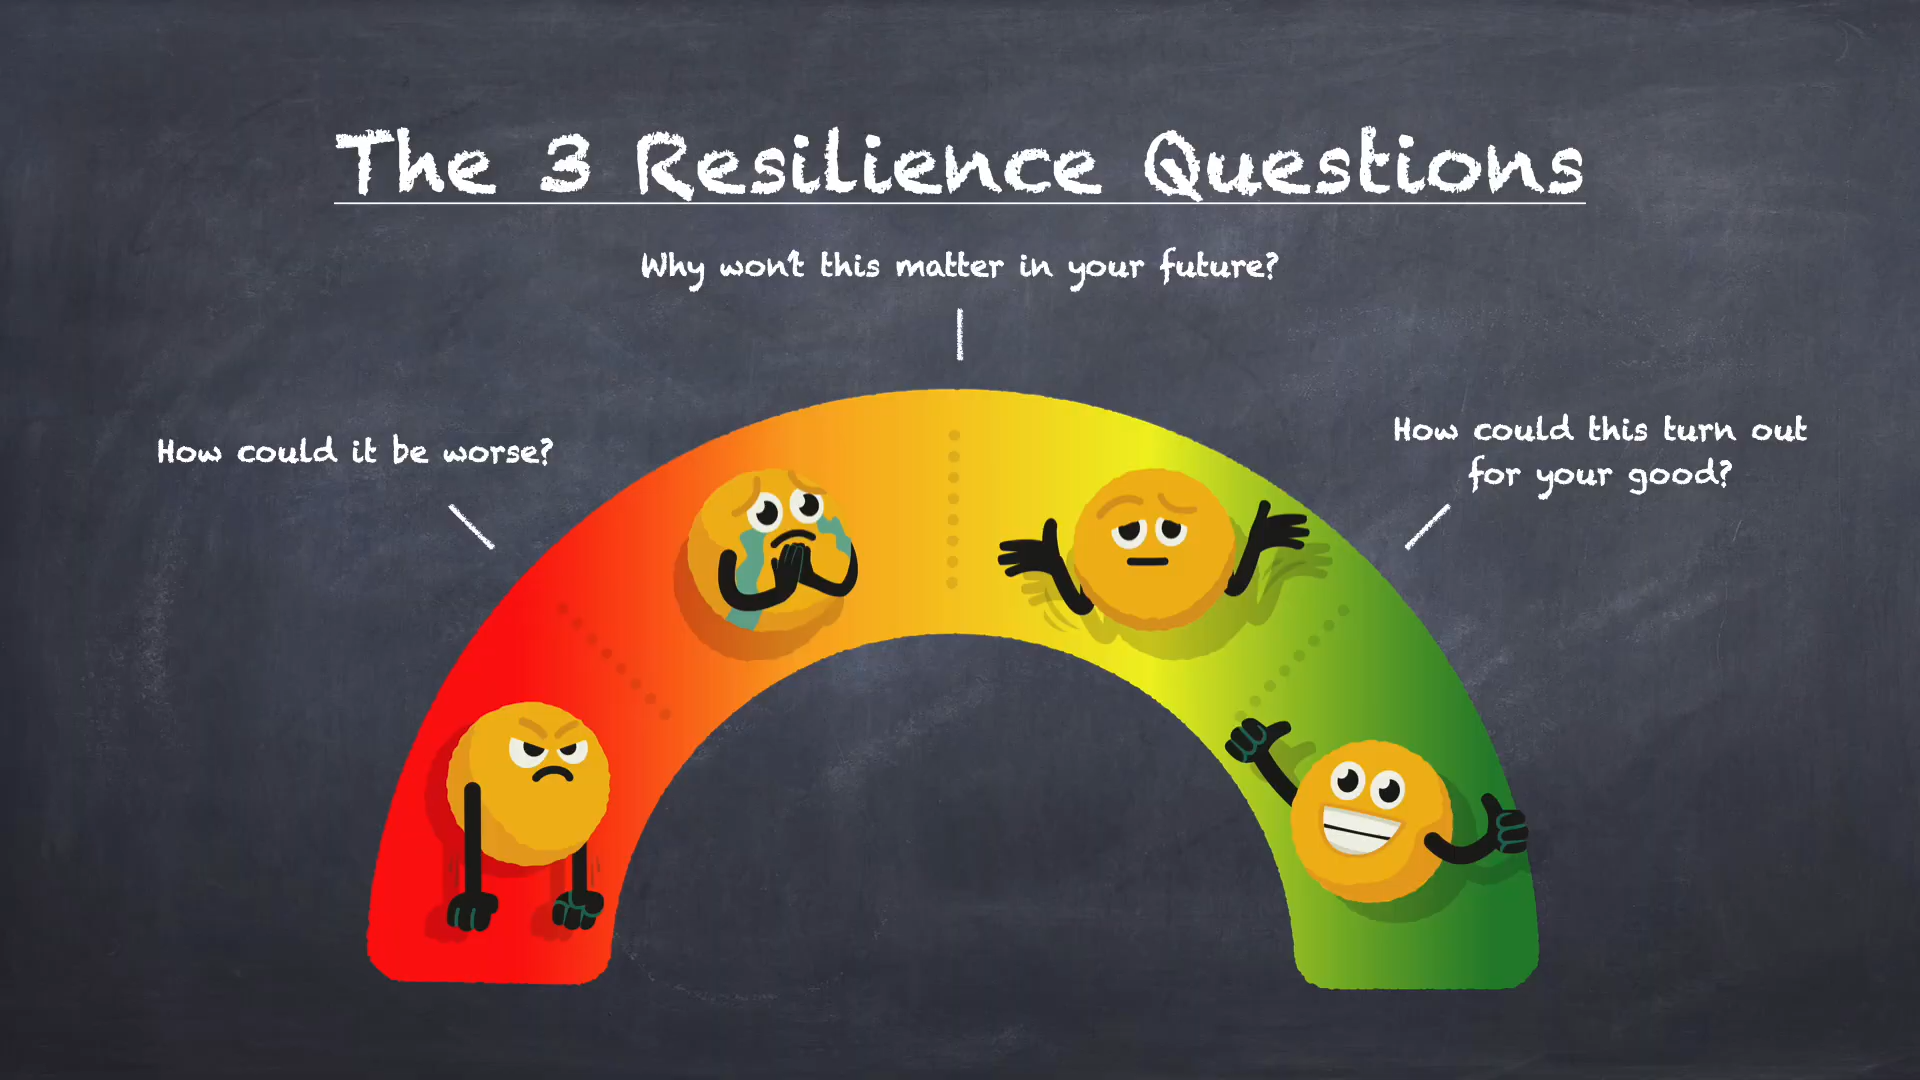 The 3 Resilience Questions
Why won't this matter in your future?
How could it be worse?
How could this turn out
for your good?